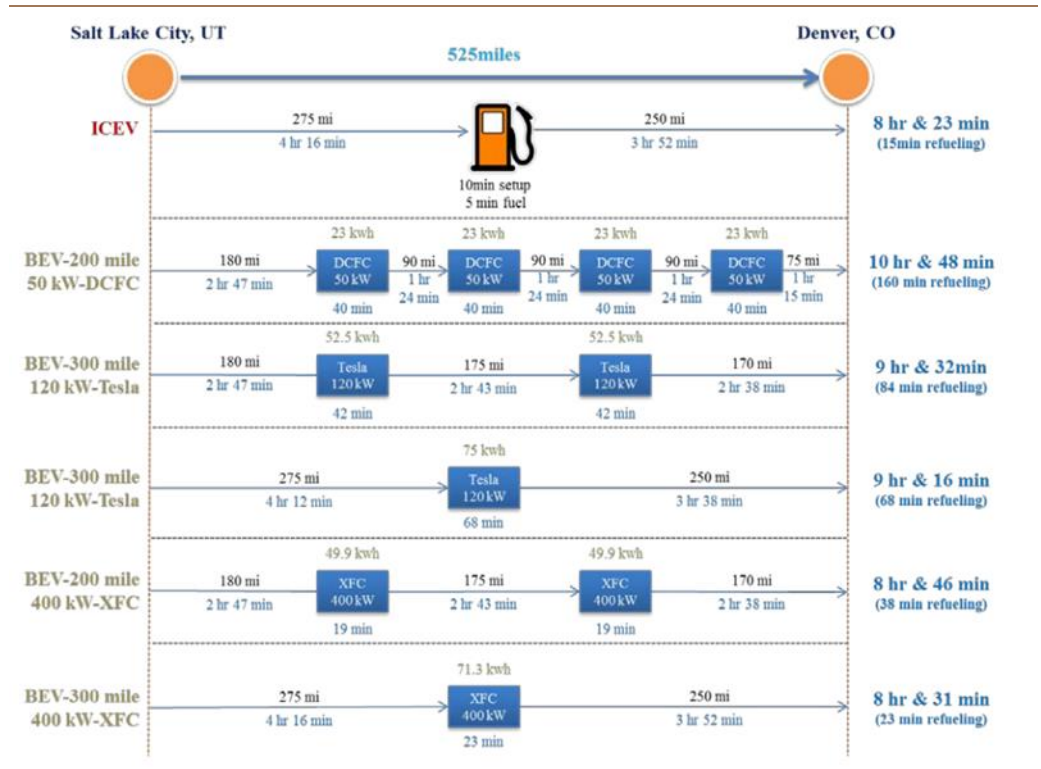 Salt Lake City, UT
Denver, CO
525miles
ICEV
275 mi
4 hr 16 min
10min setup
5 min fuel
250 mi
3 hr 52 min
8 hr & 23 min
(15min refueling)
BEV-200 mile
50 kW-DCFC
180 mi
2 hr 47 min
23 kwh
DCFC
50 kW
40 min
90 mi
1 hr
24 min
23 kwh
DCFC
50 kW
40 min
90 mi
1 hr
24 min
23 kwh
DCFC
50 kW
40 min
90 mi
1 hr
24 min
23 kwh
DCFC
50 kW
40 min
75 mi
1 hr
15 min
10 hr & 48 min
(160 min refueling)
BEV-300 mile
120 kW-Tesla
180 mi
2 hr 47 min
52.5 kwh
Tesla
120 kW
42 min
175 mi
2 hr 43 min
52.5 kwh
Tesla
120 kW
42 min
170 mi
2 hr 38 min
9 hr & 32min
(84 min refueling)
BEV-300 mile
120 kW-Tesla
275 mi
4 hr 12 min
75 kwh
Tesla
120 kW
68 min
250 mi
3 hr 38 min
9 hr & 16 min
(68 min refueling)
BEV-200 mile
400 kW-XFC
180 mi
2 hr 47 min
49.9 kwh
XFC
400 kW
19 min
175 mi
2 hr 43 min
49.9 kwh
XFC
400 kW
19 min
170 mi
2 hr 38 min
8 hr & 46 min
(38 min refueling)
BEV-300 mile
400 kW-XFC
275 mi
4 hr 16 min
71.3 kwh
XFC
400 kW
23 min
250 mi
3 hr 52 min
8 hr & 31 min
(23 min refueling)